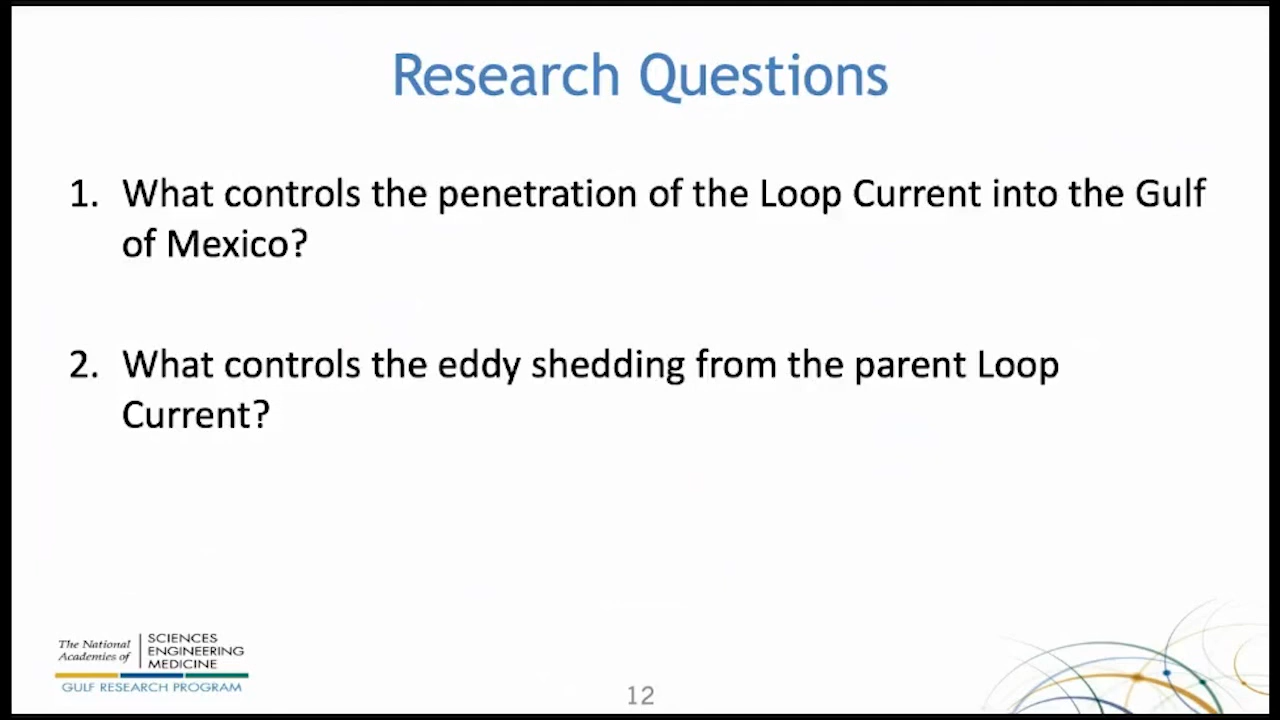 Research Questions
1. What controls the penetration of the Loop Current into the Gulf
of Mexico?
2. What controls the eddy shedding from the parent Loop
Current?
The National
Academies of
SCIENCES
ENGINEERING
MEDICINE
GULF RESEARCH PROGRAM
12